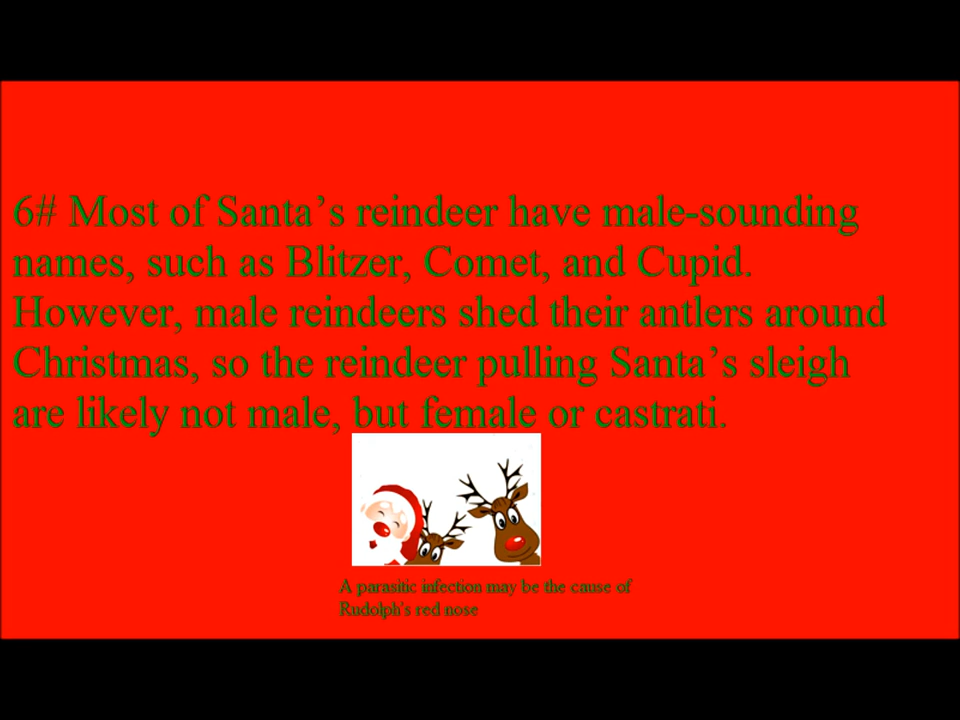 6# Most of Santa’s reindeer have male-sounding
names, such as Blitzer, Comet, and Cupid.
However, male reindeers shed their antlers around
Christmas, so the reindeer pulling Santa’s sleigh
are likely not male, but female or castrati.
A parasitic infection may be the cause of
Rudolph’s red nose